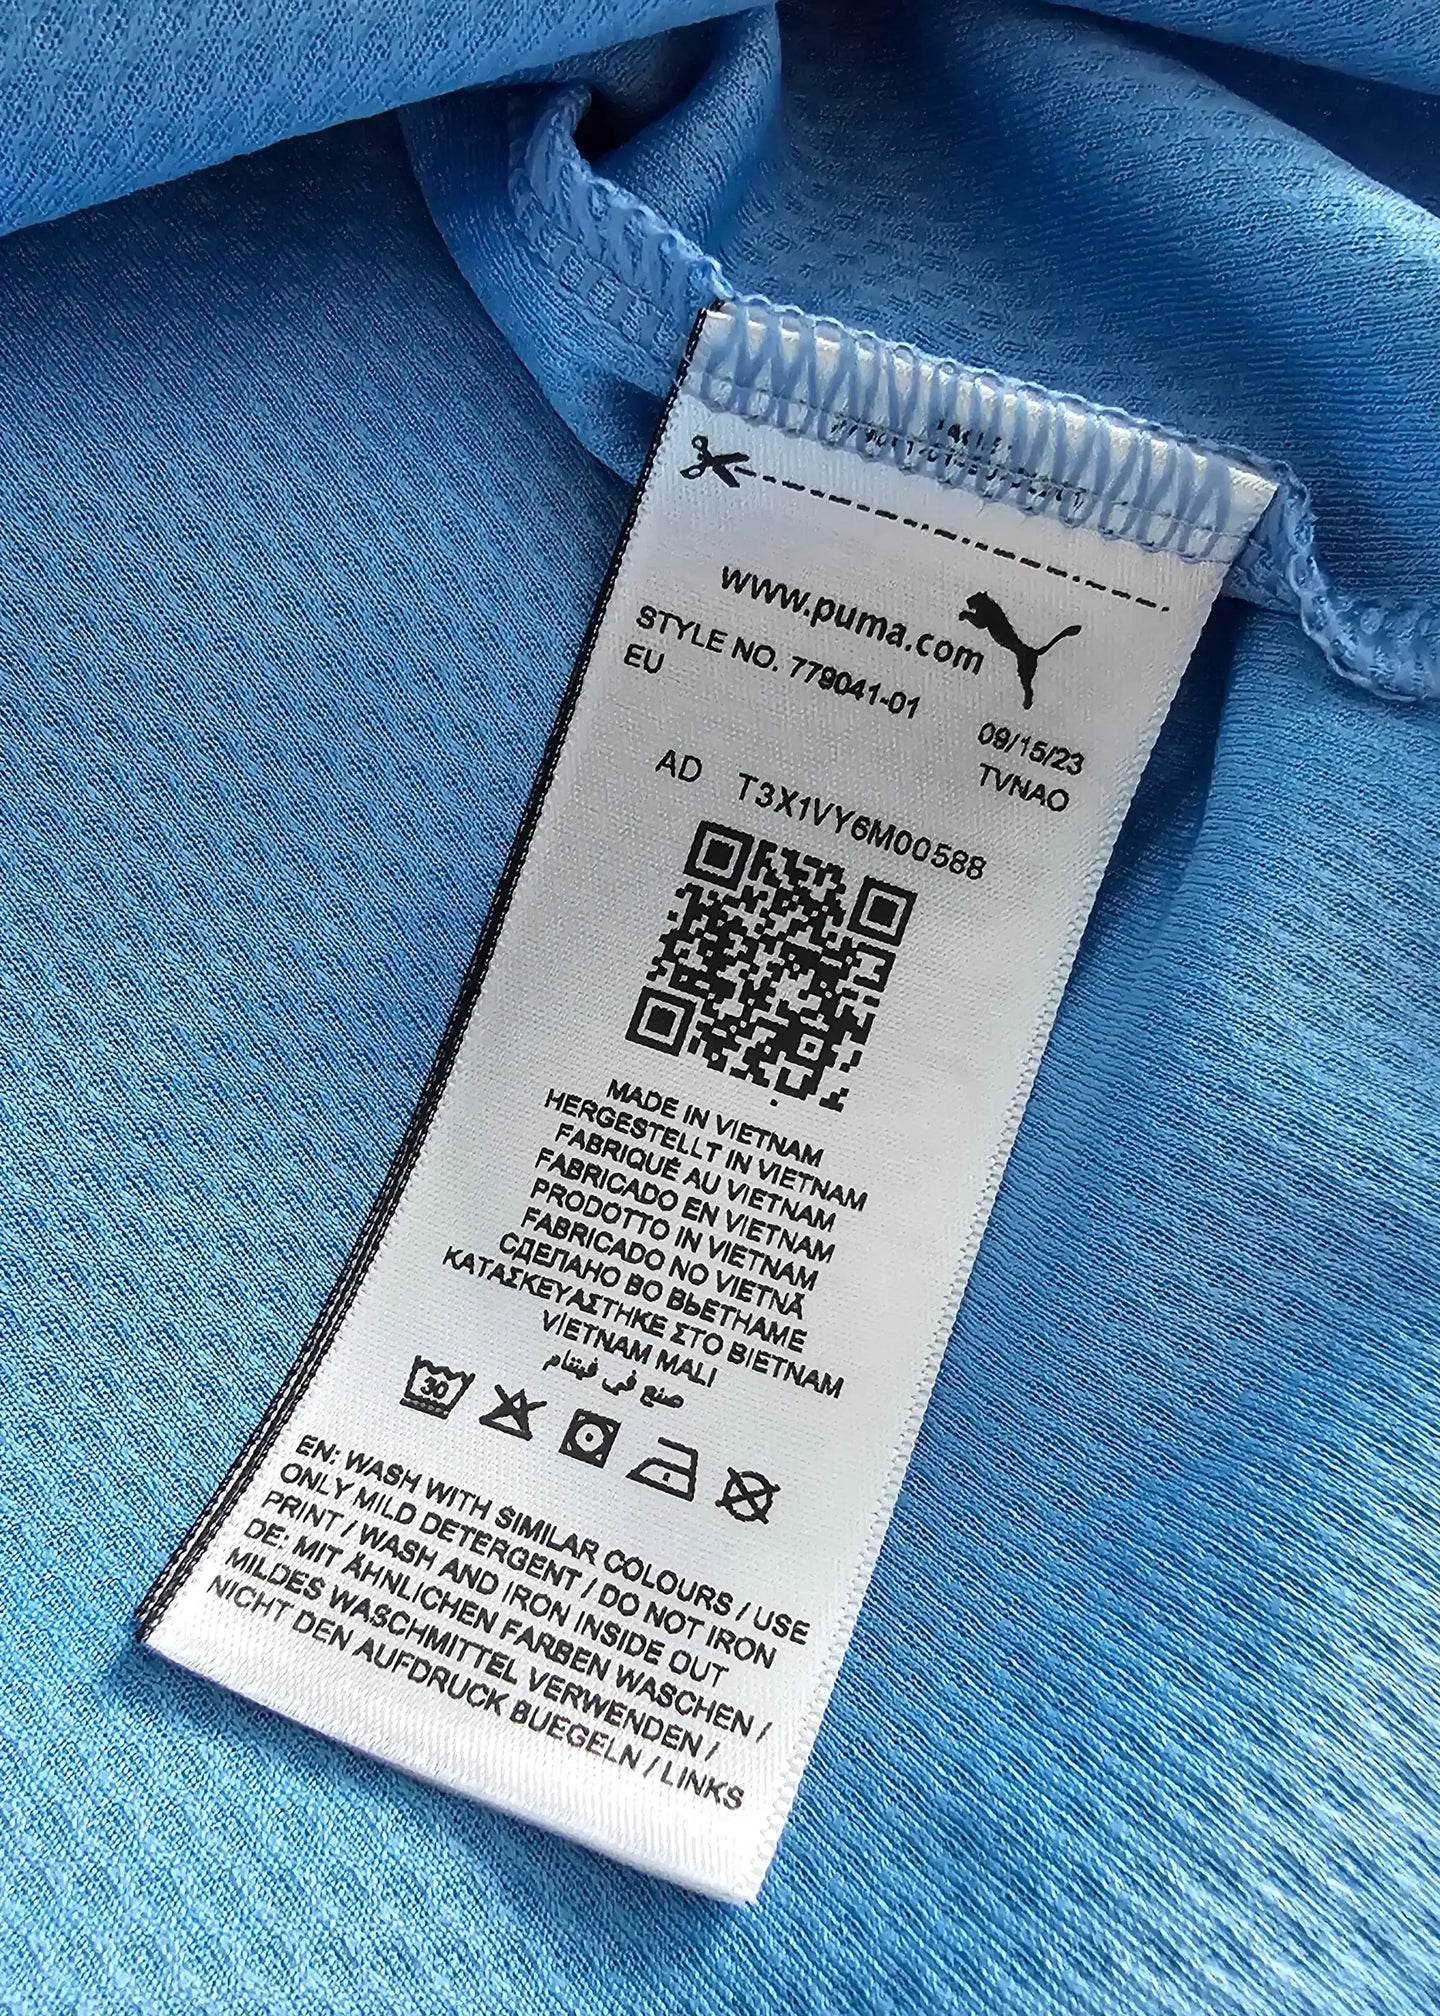 www.puma.com
STYLE NO. 779041-01
EU
09/15/23
TVNAO
AD T3X1VY6M00588
MADE IN VIETNAM
HERGESTELLT IN VIETNAM
FABRIQUÉ AU VIETNAM
FABRICADO EN VIETNAM
PRODOTTO IN VIETNAM
FABRICADO NO VIETNÃ
СДЕЛАНО ВО ВЬЕТНАМЕ
ΚΑΤΑΣΚΕΥΑΣΤΗΚΕ ΣΤΟ ΒΙΕΤΝΑΜ
VİETNAM MALI
صنع في فيتنام
30
EN: WASH WITH SIMILAR COLOURS / USE
ONLY MILD DETERGENT / DO NOT IRON
PRINT / WASH AND IRON INSIDE OUT
DE: MIT ÄHNLICHEN FARBEN WASCHEN /
MILDES WASCHMITTEL VERWENDEN /
NICHT DEN AUFDRUCK BUEGELN / LINKS